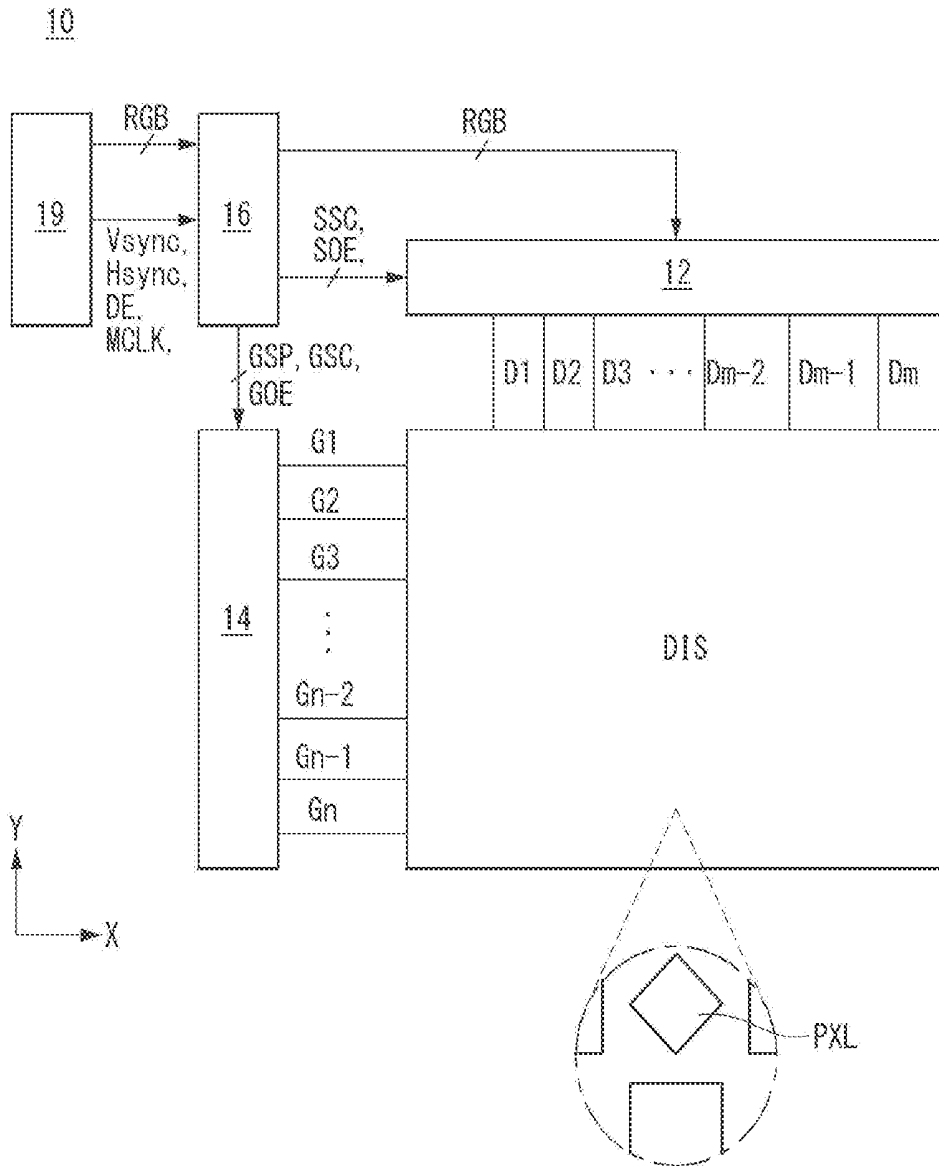 10
RGB
RGB
19
16
Vsync,
Hsync,
DE,
MCLK,
SSC,
SOE,
12
GSP, GSC,
GOE
D1 D2 D3 ··· Dm-2 Dm-1 Dm
G1
G2
G3
14
DIS
Gn-2
Gn-1
Gn
Y
X
PXL